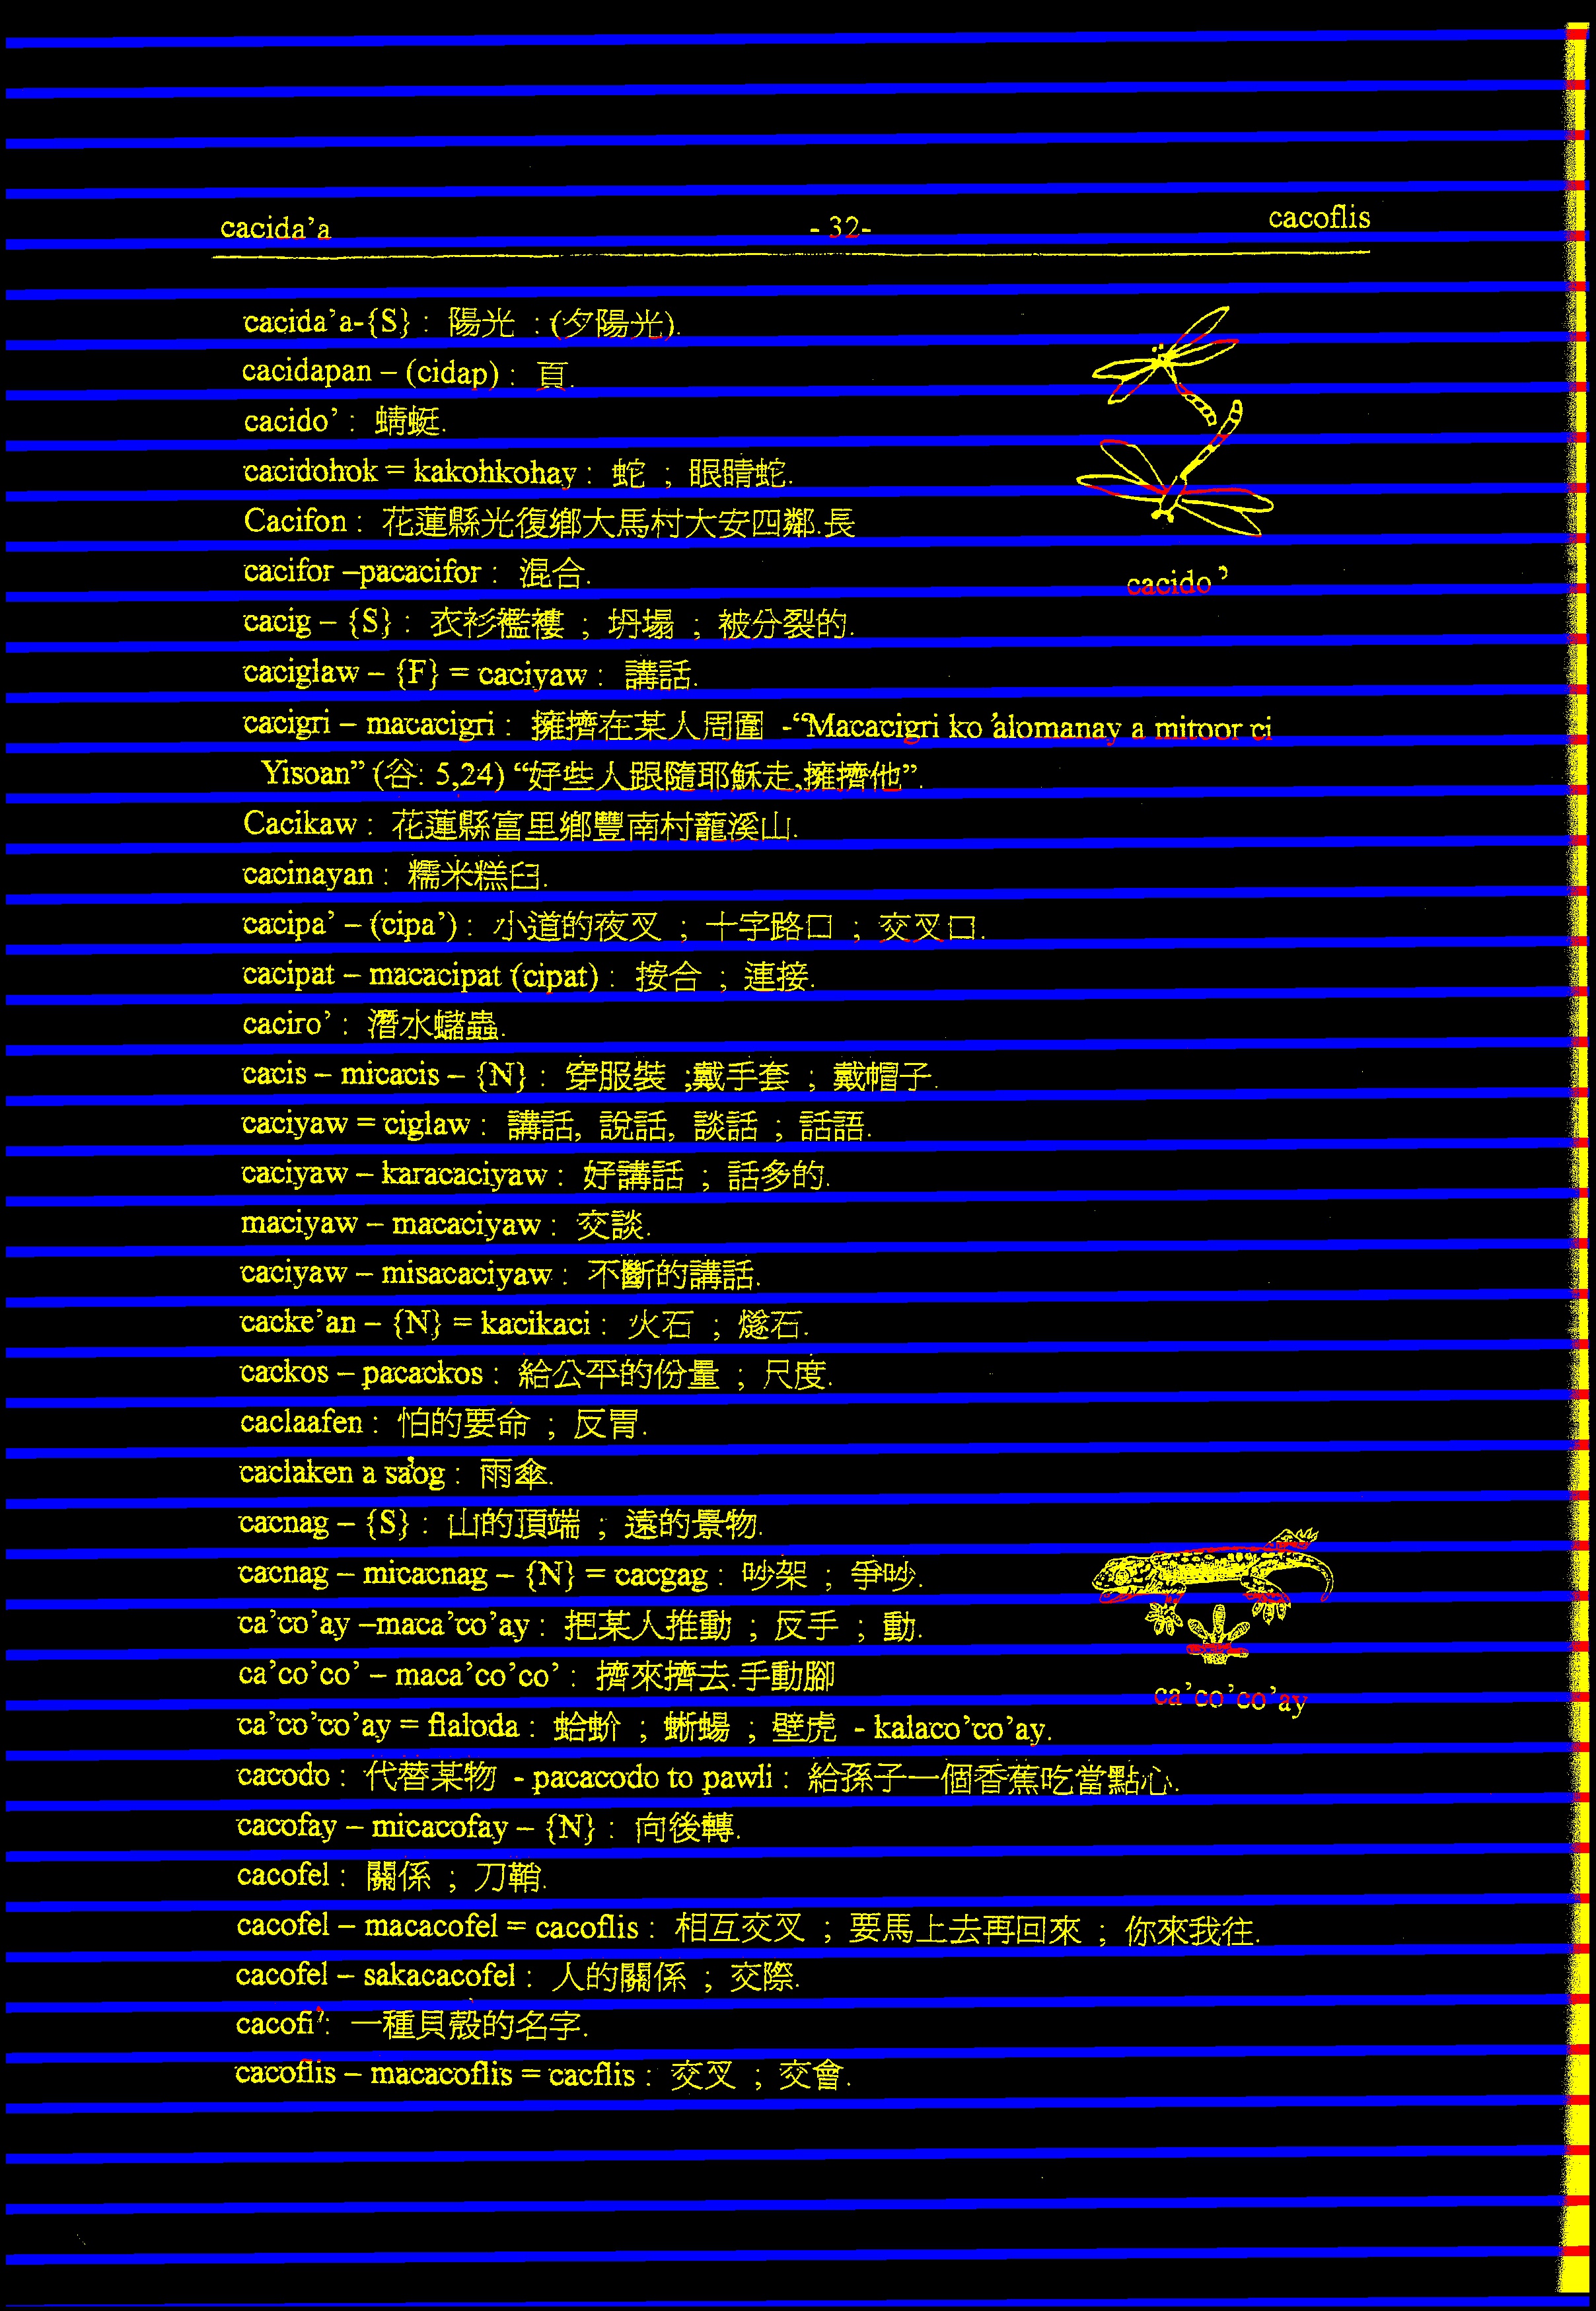 cacida’a - 32- cacoflis
cacida’a-{S} : 陽光 :(夕陽光).
cacidapan – (cidap) : 頁.
cacido’ : 蜻蜓.
cacidohok = kakohkohay : 蛇 ; 眼睛蛇.
Cacifon : 花蓮縣光復鄉大馬村大安四鄰.長
cacifor –pacacifor : 混合.
cacido’
cacig – {S} : 衣衫襤褸 ; 坍塌 ; 被分裂的.
caciglaw – {F} = caciyaw : 講話.
cacigri – macacigri : 擁擠在某人周圍 -“Macacigri ko ’alomanay a mitoor ci
Yisoan” (谷: 5,24) “好些人跟隨耶穌走,擁擠他”.
Cacikaw : 花蓮縣富里鄉豐南村蘢溪山.
cacinayan : 糯米糕臼.
cacipa’ – (cipa’) : 小道的夜叉 ; 十字路口 ; 交叉口.
cacipat – macacipat (cipat) : 按合 ; 連接.
caciro’ : 潛水蠩蟲.
cacis – micacis – {N} : 穿服裝 ;戴手套 ; 戴帽子.
caciyaw = ciglaw : 講話, 說話, 談話 ; 話語.
caciyaw – karacaciyaw : 好講話 ; 話多的.
maciyaw – macaciyaw : 交談.
caciyaw – misacaciyaw : 不斷的講話.
cacke’an – {N} = kacikaci : 火石 ; 燧石.
cackos – pacackos : 給公平的份量 ; 尺度.
caclaafen : 怕的要命 ; 反胃.
caclaken a sa’og : 雨傘.
cacnag – {S} : 山的頂端 ; 遠的景物.
cacnag – micacnag – {N} = cacgag : 吵架 ; 爭吵.
ca’co’ay –maca’co’ay : 把某人推動 ; 反手 ; 動.
ca’co’co’ – maca’co’co’ : 擠來擠去.手動腳
ca’co’co’ay
ca’co’co’ay = flaloda : 蛤蚧 ; 蜥蜴 ; 壁虎 - kalaco’co’ay.
cacodo : 代替某物 - pacacodo to pawli : 給孫子一個香蕉吃當點心.
cacofay – micacofay – {N} : 向後轉.
cacofel : 關係 ; 刀鞘.
cacofel – macacofel = cacoflis : 相互交叉 ; 要馬上去再回來 ; 你來我往.
cacofel – sakacacofel : 人的關係 ; 交際.
cacofi’: 一種貝殼的名字.
cacoflis – macacoflis = cacflis : 交叉 ; 交會.